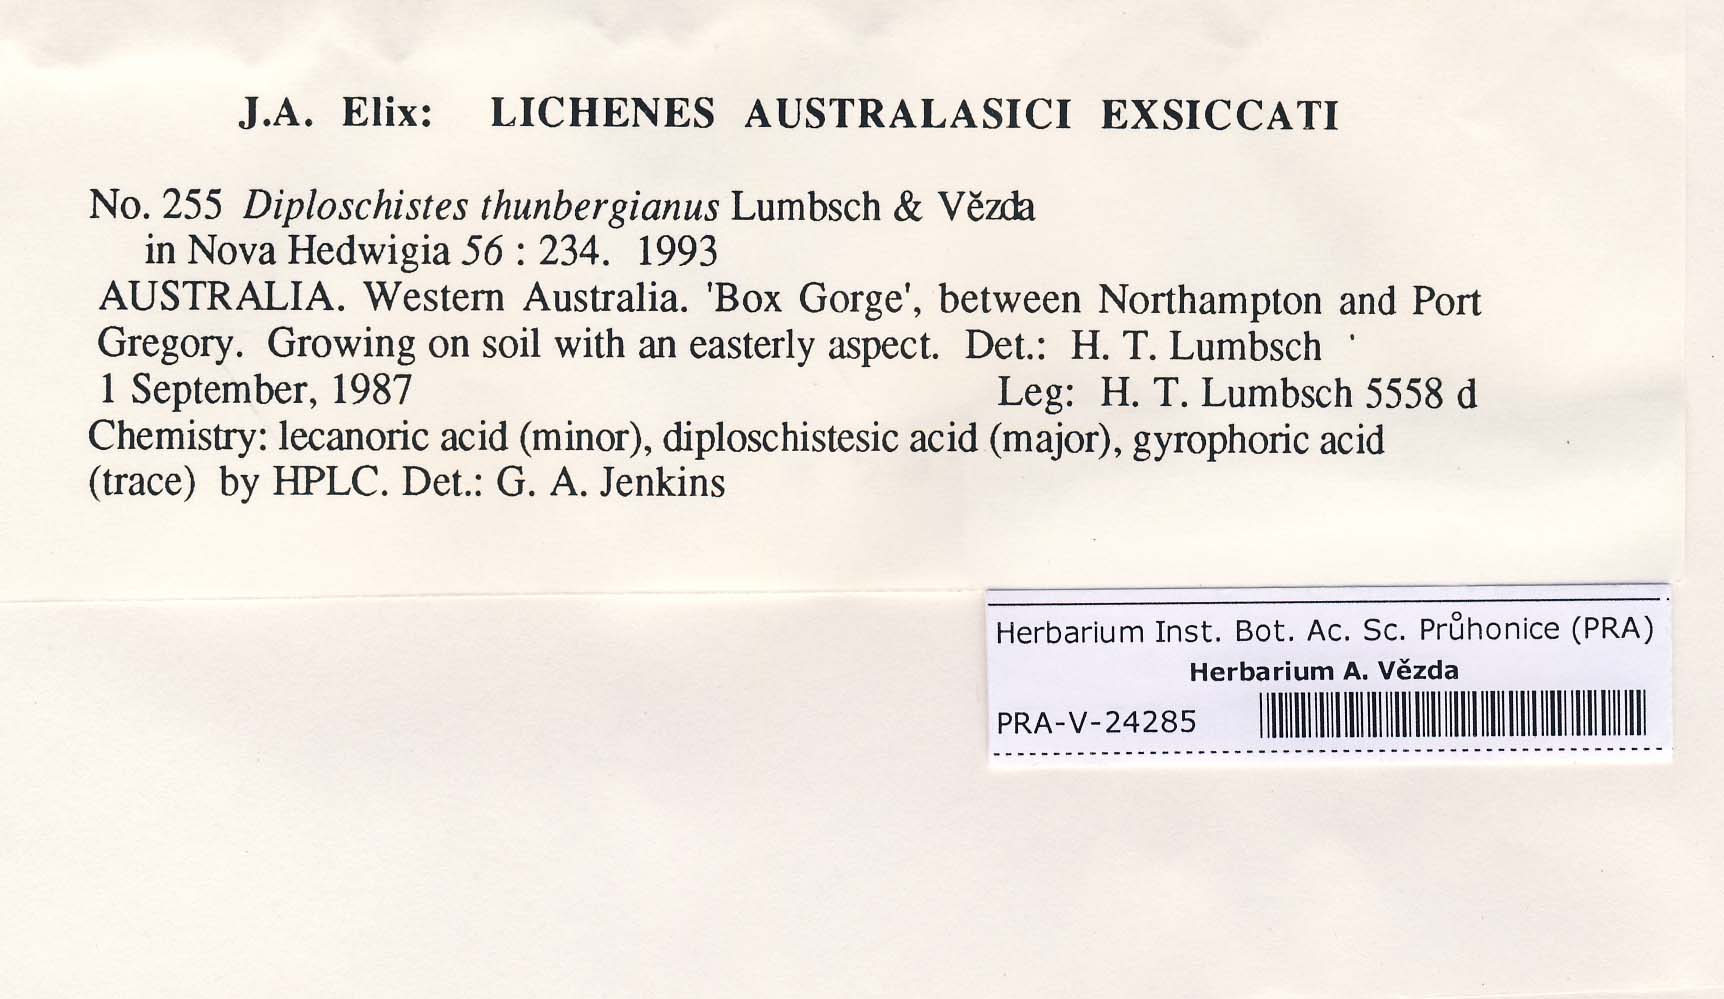 J.A. Elix: LICHENES AUSTRALASICI EXSICCATI
No. 255 Diploschistes thunbergianus Lumbsch & Vězda
in Nova Hedwigia 56 : 234. 1993
AUSTRALIA. Western Australia. 'Box Gorge', between Northampton and Port
Gregory. Growing on soil with an easterly aspect. Det.: H. T. Lumbsch
1 September, 1987 Leg: H. T. Lumbsch 5558 d
Chemistry: lecanoric acid (minor), diploschistesic acid (major), gyrophoric acid
(trace) by HPLC. Det.: G. A. Jenkins
Herbarium Inst. Bot. Ac. Sc. Průhonice (PRA)
Herbarium A. Vězda
PRA-V-24285